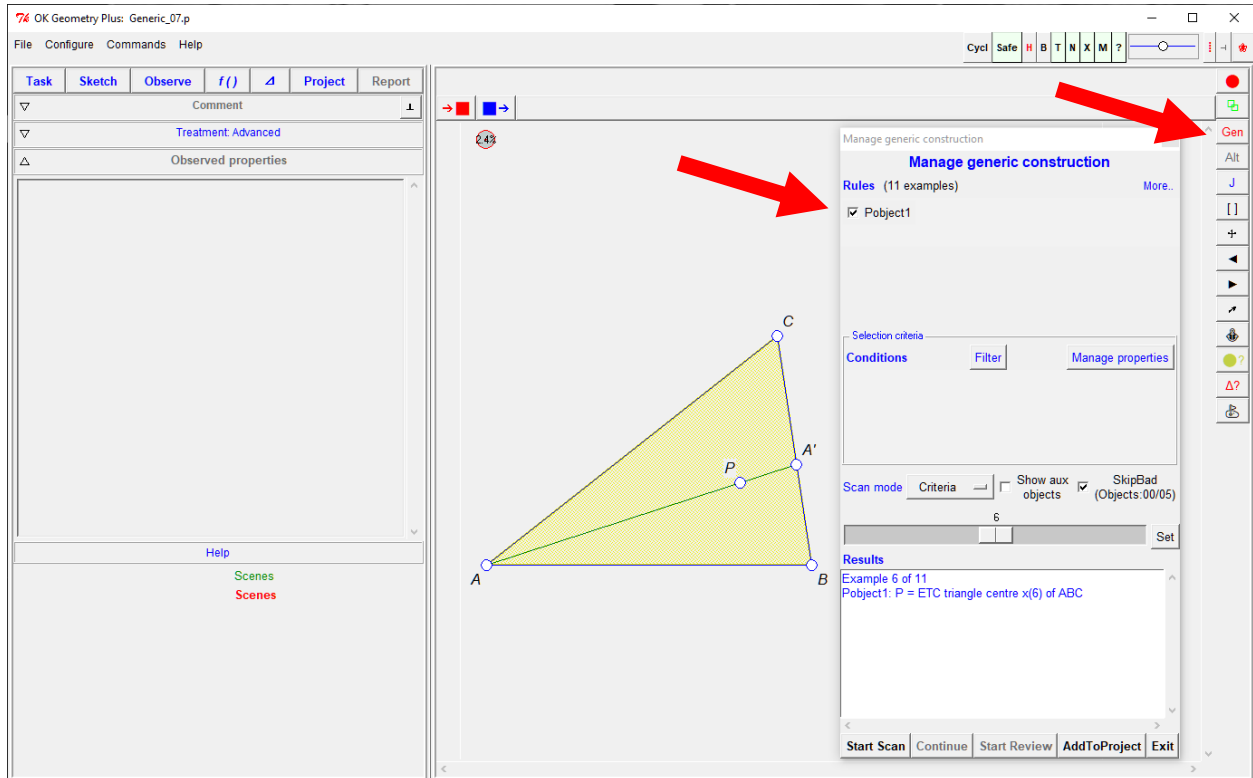 OK Geometry Plus: Generic_07.p
File Configure Commands Help
Cycl Safe H B T N X M ?
Task Sketch Observe f() ⊿ Project Report
Comment
Treatment: Advanced
Observed properties
Help
Scenes
Scenes
2.4%
C
A'
P
A
B
Manage generic construction
Manage generic construction
Rules (11 examples) More..
Pobject1
Selection criteria
Conditions Filter Manage properties
Scan mode Criteria Show aux objects SkipBad (Objects:00/05)
6
Set
Results
Example 6 of 11
Pobject1: P = ETC triangle centre x(6) of ABC
Start Scan Continue Start Review AddToProject Exit
Gen
Alt
J
[ ]
?
Δ?